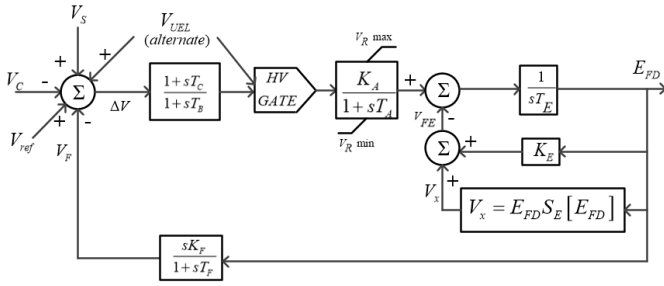 V_S
V_UEL
(alternate)
V_R max
E_FD
+
+
V_C
-
Σ
ΔV
1+sT_C
1+sT_B
HV
GATE
K_A
1+sT_A
+
Σ
1
sT_E
+
-
V_ref
V_F
V_R min
V_FE
-
Σ
+
K_E
V_x
+
V_x = E_FD S_E [E_FD]
sK_F
1+sT_F